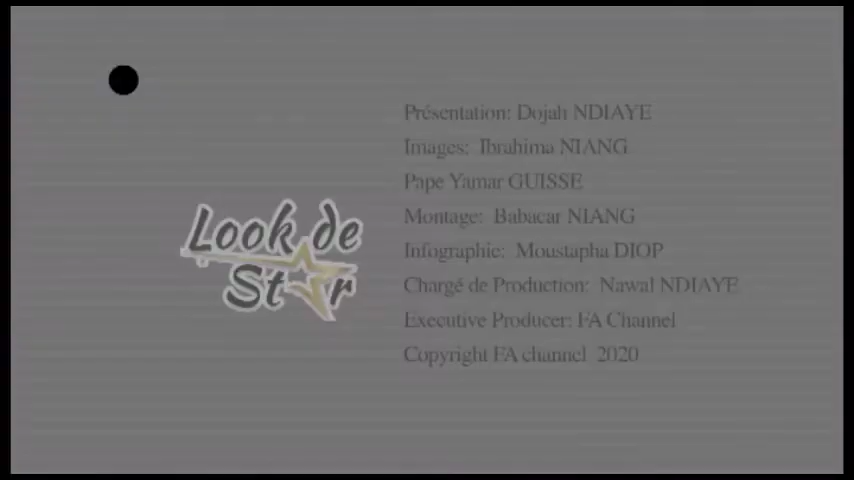 Look de
Star
Présentation: Dojah NDIAYE
Images: Ibrahima NIANG
Pape Yamar GUISSE
Montage: Babacar NIANG
Infographie: Moustapha DIOP
Chargé de Production: Nawal NDIAYE
Executive Producer: FA Channel
Copyright FA channel 2020